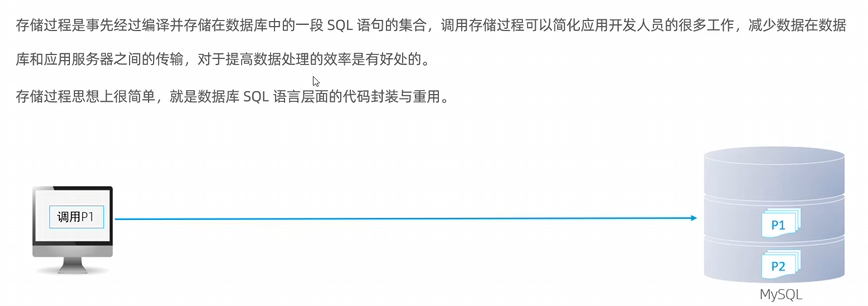 存储过程是事先经过编译并存储在数据库中的一段 SQL 语句的集合，调用存储过程可以简化应用开发人员的很多工作，减少数据在数据
库和应用服务器之间的传输，对于提高数据处理的效率是有好处的。
存储过程思想上很简单，就是数据库 SQL 语言层面的代码封装与重用。
调用P1
P1
P2
MySQL